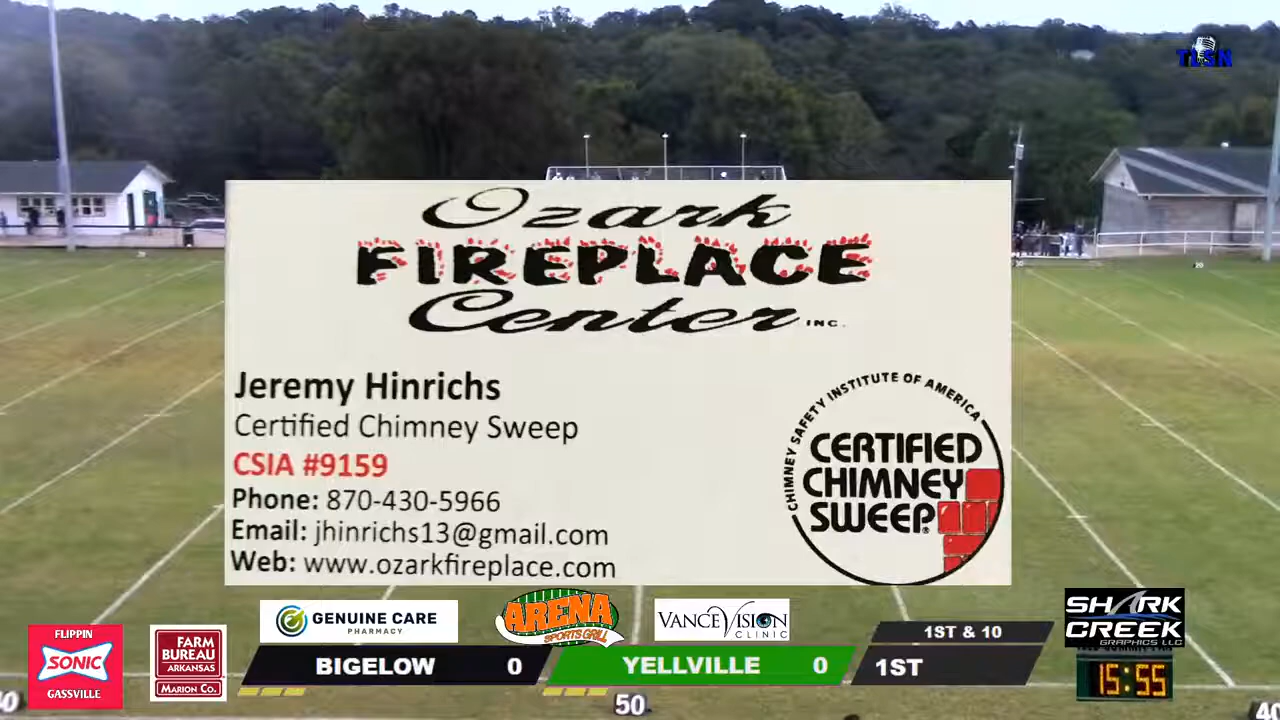 TLSN
Ozark
FIREPLACE
Center INC.
Jeremy Hinrichs
Certified Chimney Sweep
CSIA #9159
Phone: 870-430-5966
Email: jhinrichs13@gmail.com
Web: www.ozarkfireplace.com
CHIMNEY SAFETY INSTITUTE OF AMERICA
CERTIFIED
CHIMNEY
SWEEP®
GENUINE CARE
PHARMACY
ARENA
SPORTS GRILL
VANCE VISION
CLINIC
1ST & 10
SHARK
CREEK
GRAPHICS LLC
FLIPPIN
SONIC
GASSVILLE
FARM
BUREAU
ARKANSAS
MARION CO.
BIGELOW 0
YELLVILLE 0
1ST
15:55
50
40